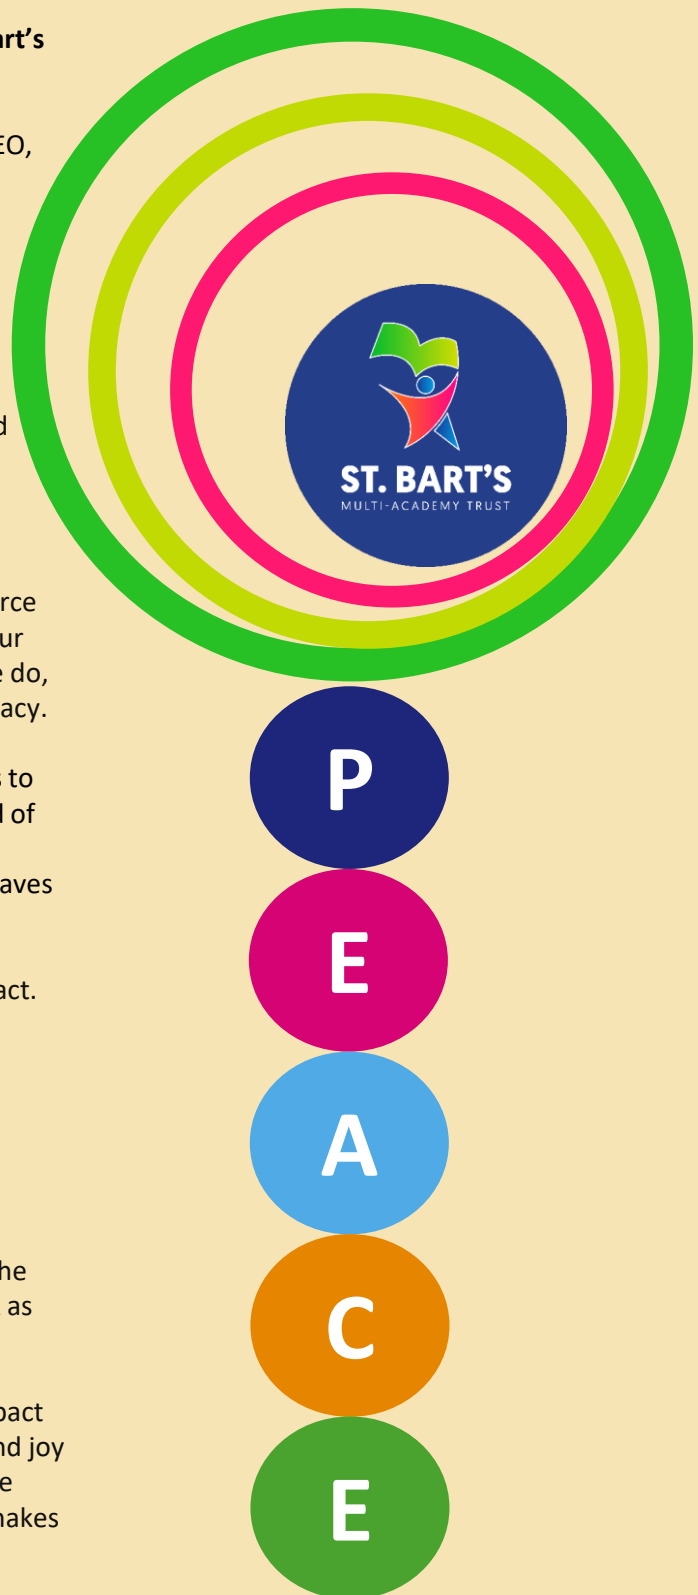 art’s
EO,
d
ST. BART’S
MULTI-ACADEMY TRUST
rce
ur
e do,
acy.
s to
d of
aves
act.
he
as
pact
nd joy
e
makes
P
E
A
C
E